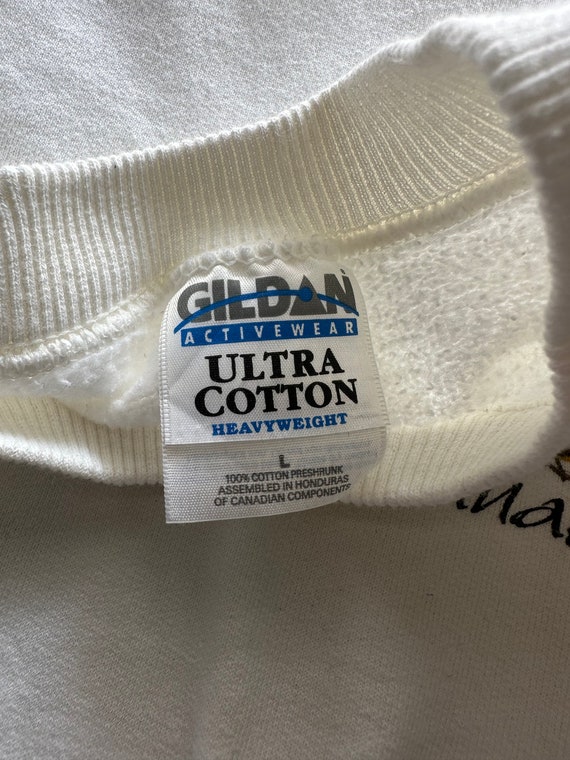 GILDAN
ACTIVEWEAR
ULTRA
COTTON
HEAVYWEIGHT
L
100% COTTON PRESHRUNK
ASSEMBLED IN HONDURAS
OF CANADIAN COMPONENTS